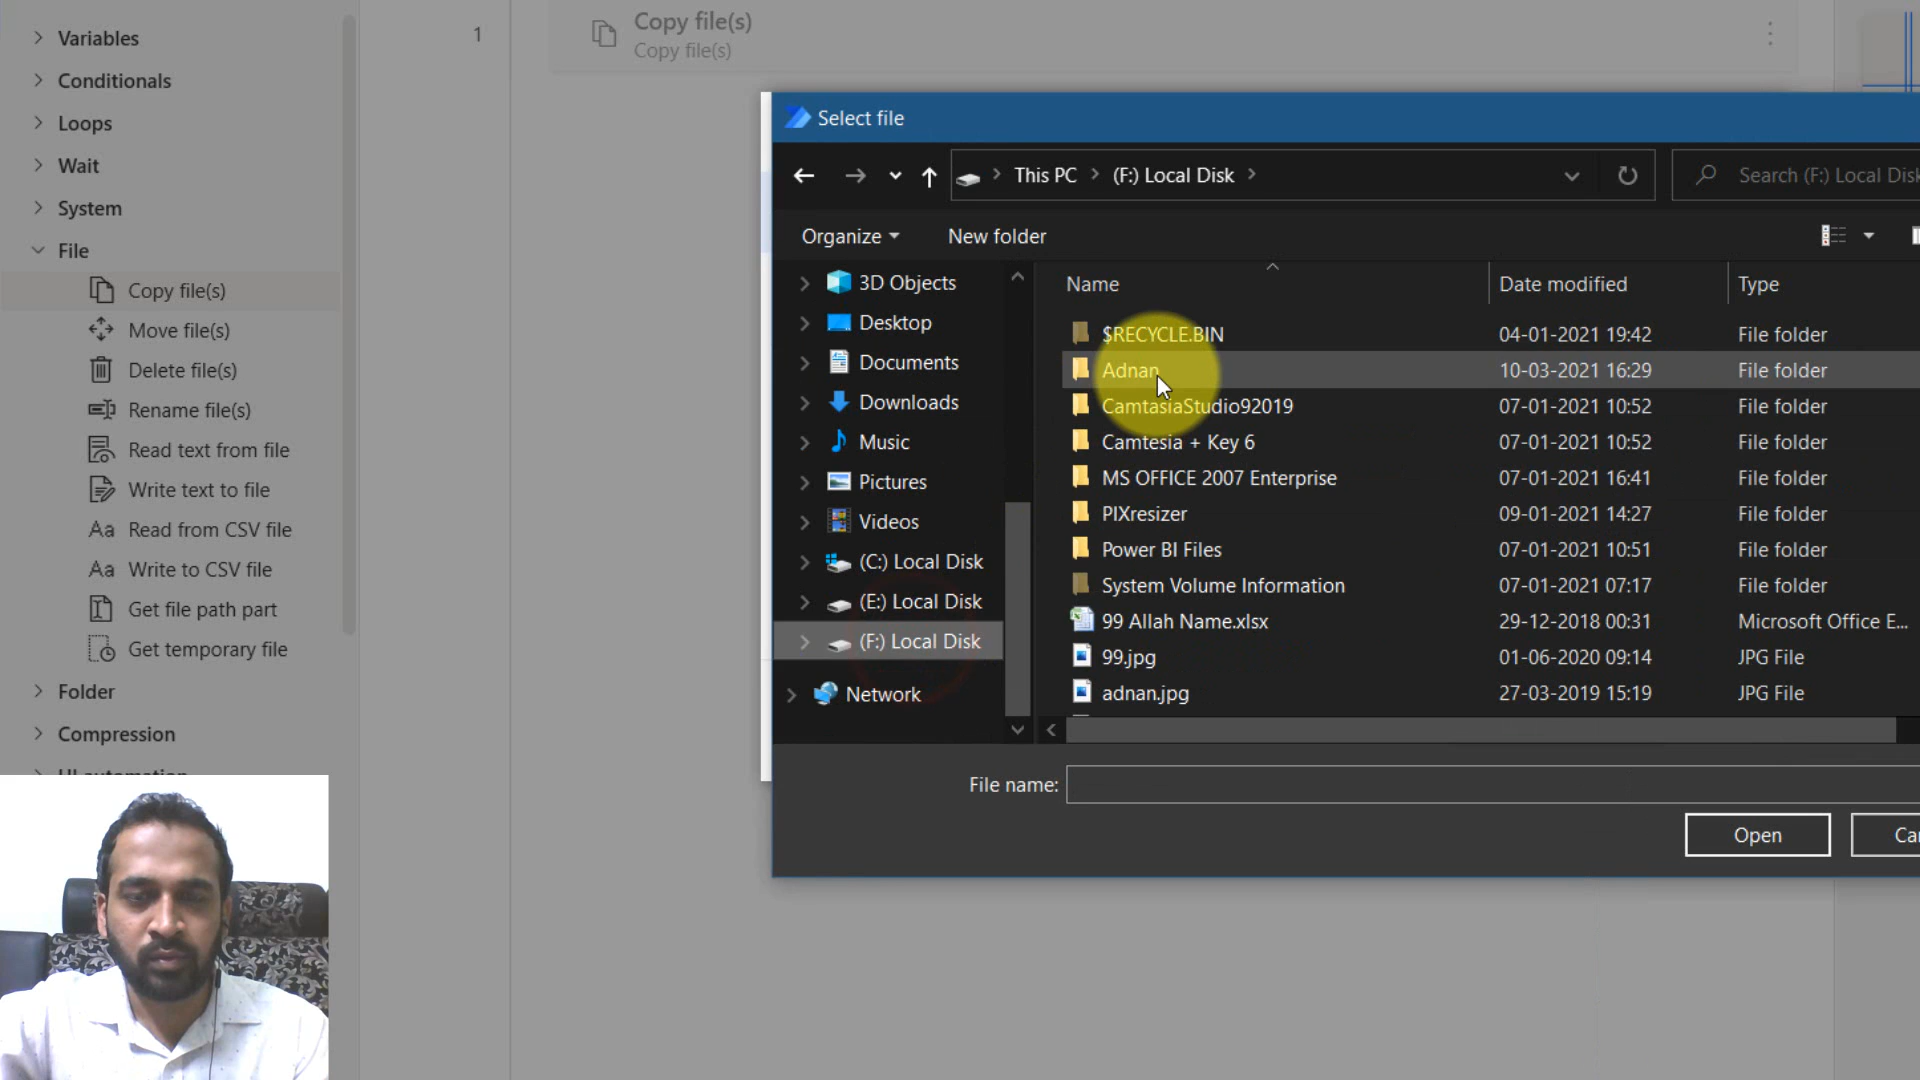 Variables
Conditionals
Loops
Wait
System
File
Copy file(s)
Move file(s)
Delete file(s)
Rename file(s)
Read text from file
Write text to file
Read from CSV file
Write to CSV file
Get file path part
Get temporary file
Folder
Compression
UI automation
1
Copy file(s)
Copy file(s)
Select file
This PC
(F:) Local Disk
Search (F:) Local Disk
Organize
New folder
3D Objects
Desktop
Documents
Downloads
Music
Pictures
Videos
(C:) Local Disk
(E:) Local Disk
(F:) Local Disk
Network
Name Date modified Type
$RECYCLE.BIN 04-01-2021 19:42 File folder
Adnan 10-03-2021 16:29 File folder
CamtasiaStudio92019 07-01-2021 10:52 File folder
Camtesia + Key 6 07-01-2021 10:52 File folder
MS OFFICE 2007 Enterprise 07-01-2021 16:41 File folder
PIXresizer 09-01-2021 14:27 File folder
Power BI Files 07-01-2021 10:51 File folder
System Volume Information 07-01-2021 07:17 File folder
99 Allah Name.xlsx 29-12-2018 00:31 Microsoft Office E...
99.jpg 01-06-2020 09:14 JPG File
adnan.jpg 27-03-2019 15:19 JPG File
File name:
Open
Ca